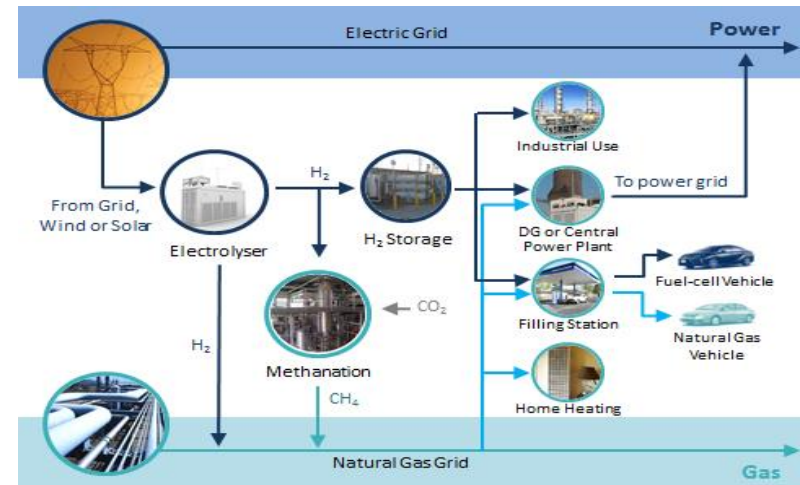 Electric Grid
Power
From Grid,
Wind or Solar
Electrolyser
H₂
H₂ Storage
Industrial Use
To power grid
DG or Central
Power Plant
Fuel-cell Vehicle
Filling Station
Natural Gas
Vehicle
CO₂
Methanation
H₂
CH₄
Home Heating
Natural Gas Grid
Gas